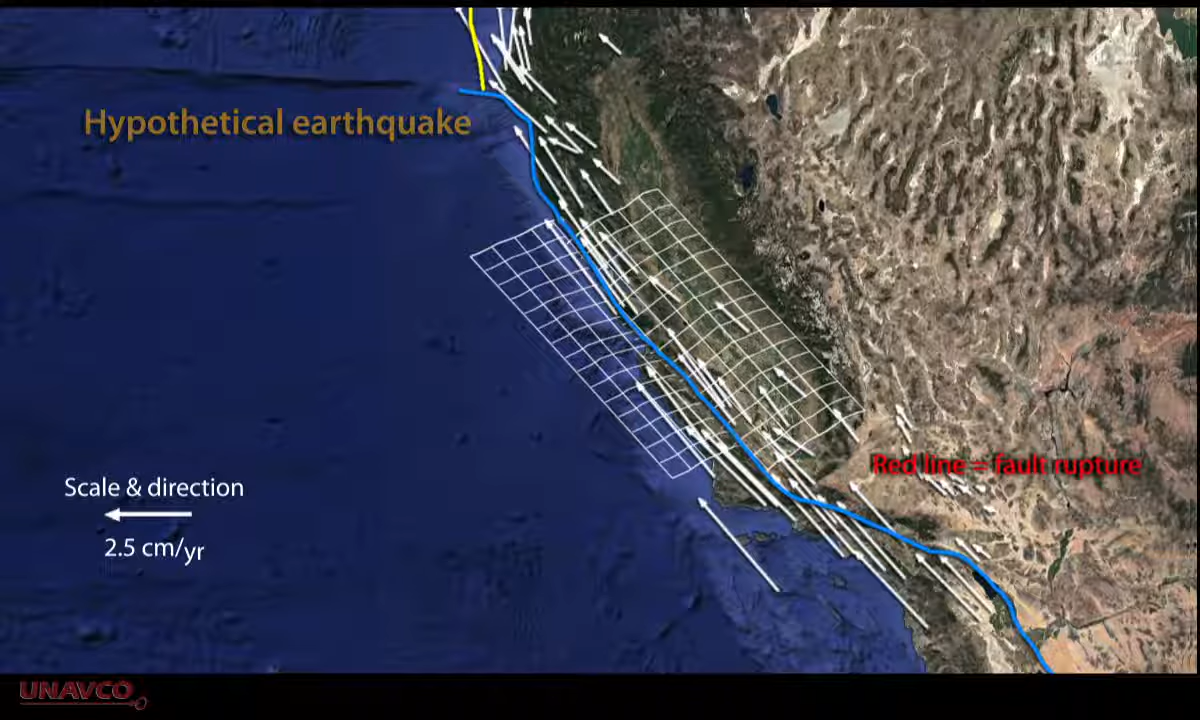 Hypothetical earthquake
Red line = fault rupture
Scale & direction
2.5 cm/yr
UNAVCO